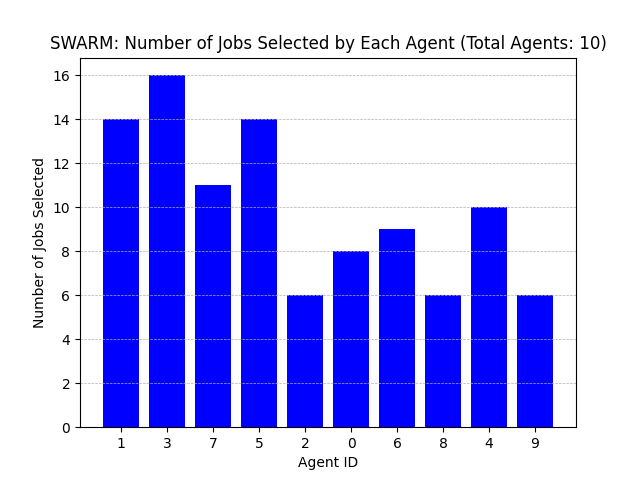 SWARM: Number of Jobs Selected by Each Agent (Total Agents: 10)
16
14
12
10
8
6
4
2
0
Number of Jobs Selected
1 3 7 5 2 0 6 8 4 9
Agent ID